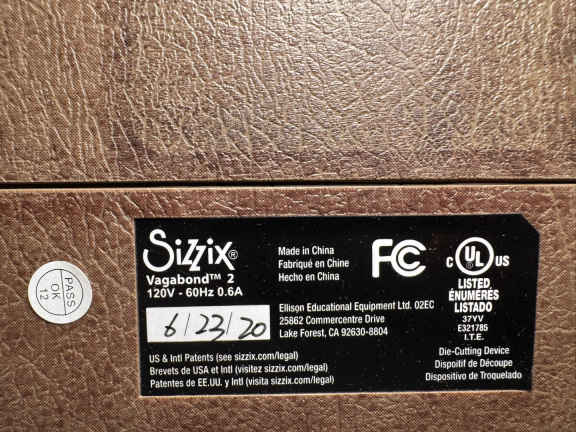 Sizzix®
Vagabond™ 2
120V - 60Hz 0.6A
6/23/20
US & Intl Patents (see sizzix.com/legal)
Brevets de USA et Intl (visitez sizzix.com/legal)
Patentes de EE.UU. y Intl (visita sizzix.com/legal)
Made in China
Fabriqué en Chine
Hecho en China
Ellison Educational Equipment Ltd. 02EC
25862 Commercentre Drive
Lake Forest, CA 92630-8804
FC
C UL US
LISTED
ÉNUMÉRÉS
LISTADO
37YV
E321785
I.T.E.
Die-Cutting Device
Dispoitif de Découpe
Dispositivo de Troquelado
PASS
OK
12